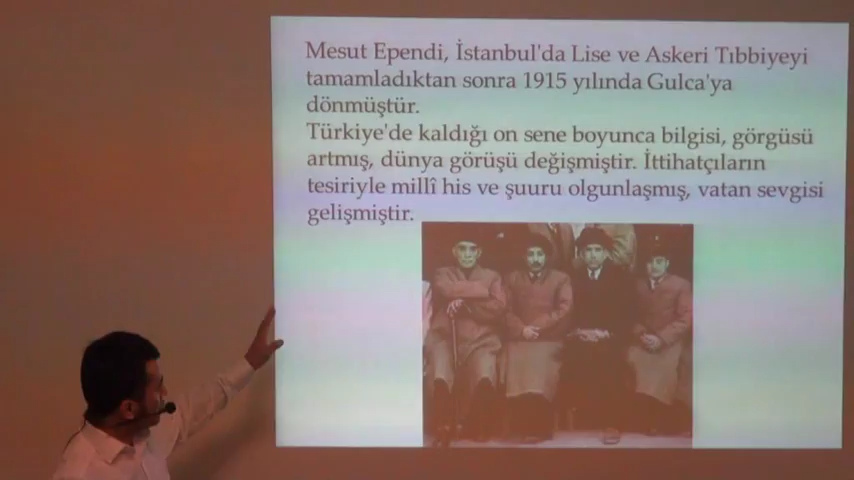 Mesut Ependi, İstanbul'da Lise ve Askeri Tıbbiyeyi
tamamladıktan sonra 1915 yılında Gulca'ya
dönmüştür.
Türkiye'de kaldığı on sene boyunca bilgisi, görgüsü
artmış, dünya görüşü değişmiştir. İttihatçıların
tesiriyle millî his ve şuuru olgunlaşmış, vatan sevgisi
gelişmiştir.